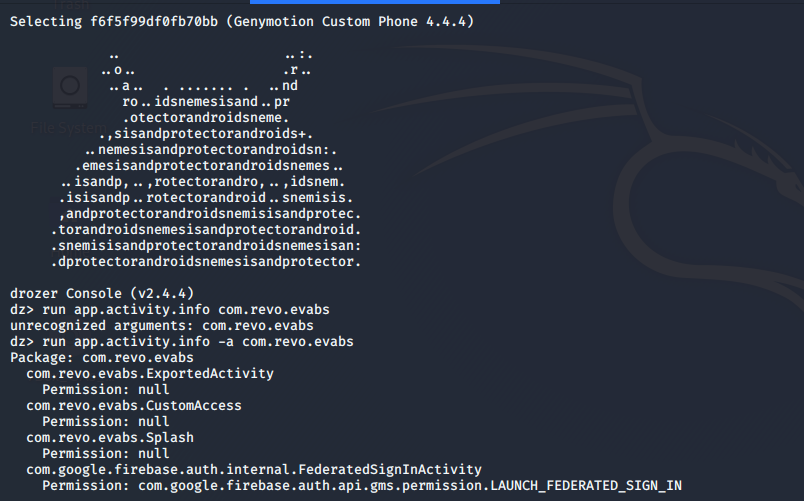 Selecting f6f5f99df0fb70bb (Genymotion Custom Phone 4.4.4)
.. ..:.
..o.. .r..
..a.. . ....... . ..nd
ro..idsnemesisand..pr
.otectorandroidsneme.
.,sisandprotectorandroids+.
..nemesisandprotectorandroidsn:.
.emesisandprotectorandroidsnemes..
..isandp,..,rotectorandro,..,idsnem.
.isisandp..rotectorandroid..snemisis.
,andprotectorandroidsnemisisandprotec.
.torandroidsnemesisandprotectorandroid.
.snemisisandprotectorandroidsnemesisan:
.dprotectorandroidsnemesisandprotector.
drozer Console (v2.4.4)
dz> run app.activity.info com.revo.evabs
unrecognized arguments: com.revo.evabs
dz> run app.activity.info -a com.revo.evabs
Package: com.revo.evabs
com.revo.evabs.ExportedActivity
Permission: null
com.revo.evabs.CustomAccess
Permission: null
com.revo.evabs.Splash
Permission: null
com.google.firebase.auth.internal.FederatedSignInActivity
Permission: com.google.firebase.auth.api.gms.permission.LAUNCH_FEDERATED_SIGN_IN
File System